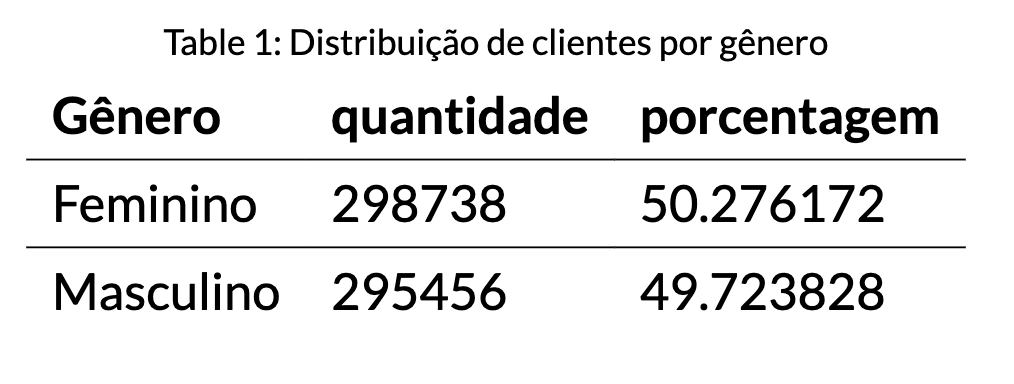 Table 1: Distribuição de clientes por gênero
Gênero quantidade porcentagem
Feminino 298738 50.276172
Masculino 295456 49.723828